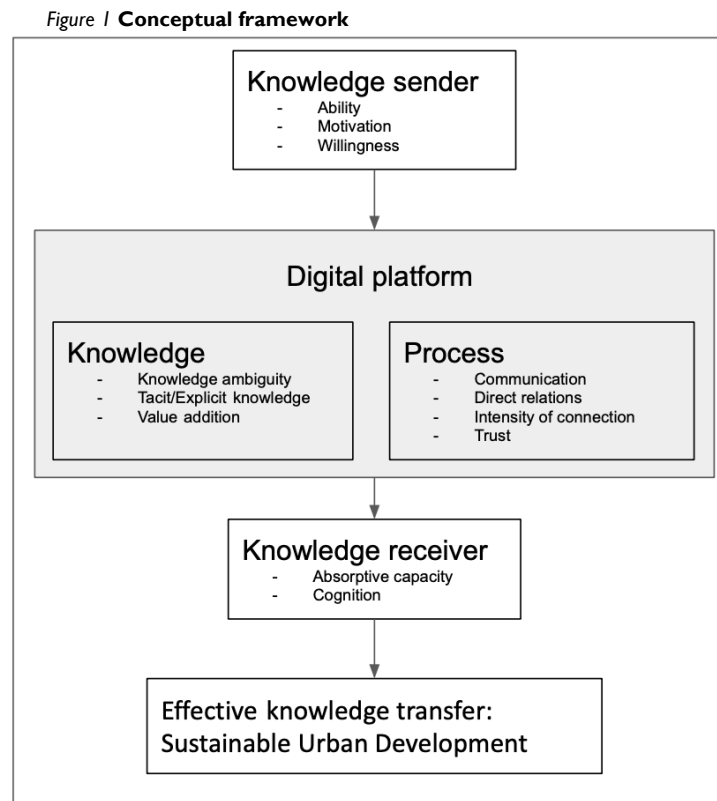 Figure 1 Conceptual framework
Knowledge sender
- Ability
- Motivation
- Willingness
Digital platform
Knowledge
- Knowledge ambiguity
- Tacit/Explicit knowledge
- Value addition
Process
- Communication
- Direct relations
- Intensity of connection
- Trust
Knowledge receiver
- Absorptive capacity
- Cognition
Effective knowledge transfer:
Sustainable Urban Development